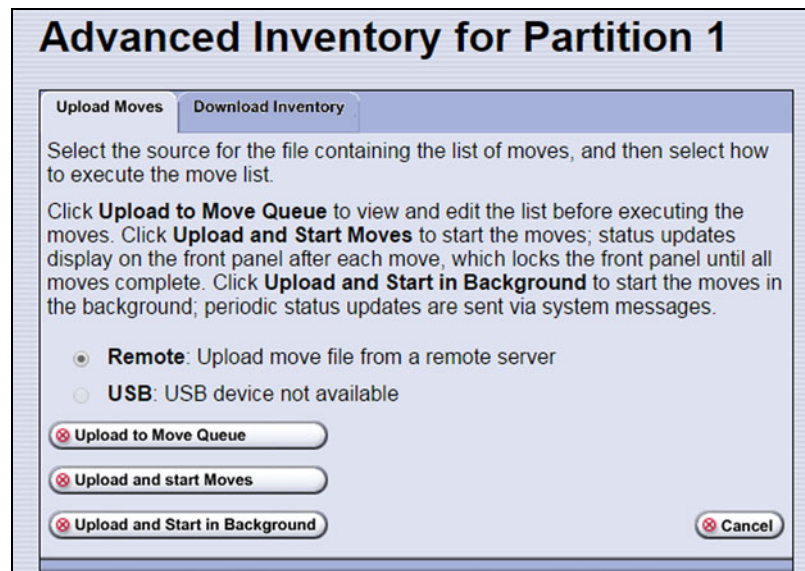 Advanced Inventory for Partition 1
Upload Moves
Download Inventory
Select the source for the file containing the list of moves, and then select how
to execute the move list.
Click Upload to Move Queue to view and edit the list before executing the
moves. Click Upload and Start Moves to start the moves; status updates
display on the front panel after each move, which locks the front panel until all
moves complete. Click Upload and Start in Background to start the moves in
the background; periodic status updates are sent via system messages.
Remote: Upload move file from a remote server
USB: USB device not available
Upload to Move Queue
Upload and start Moves
Upload and Start in Background
Cancel